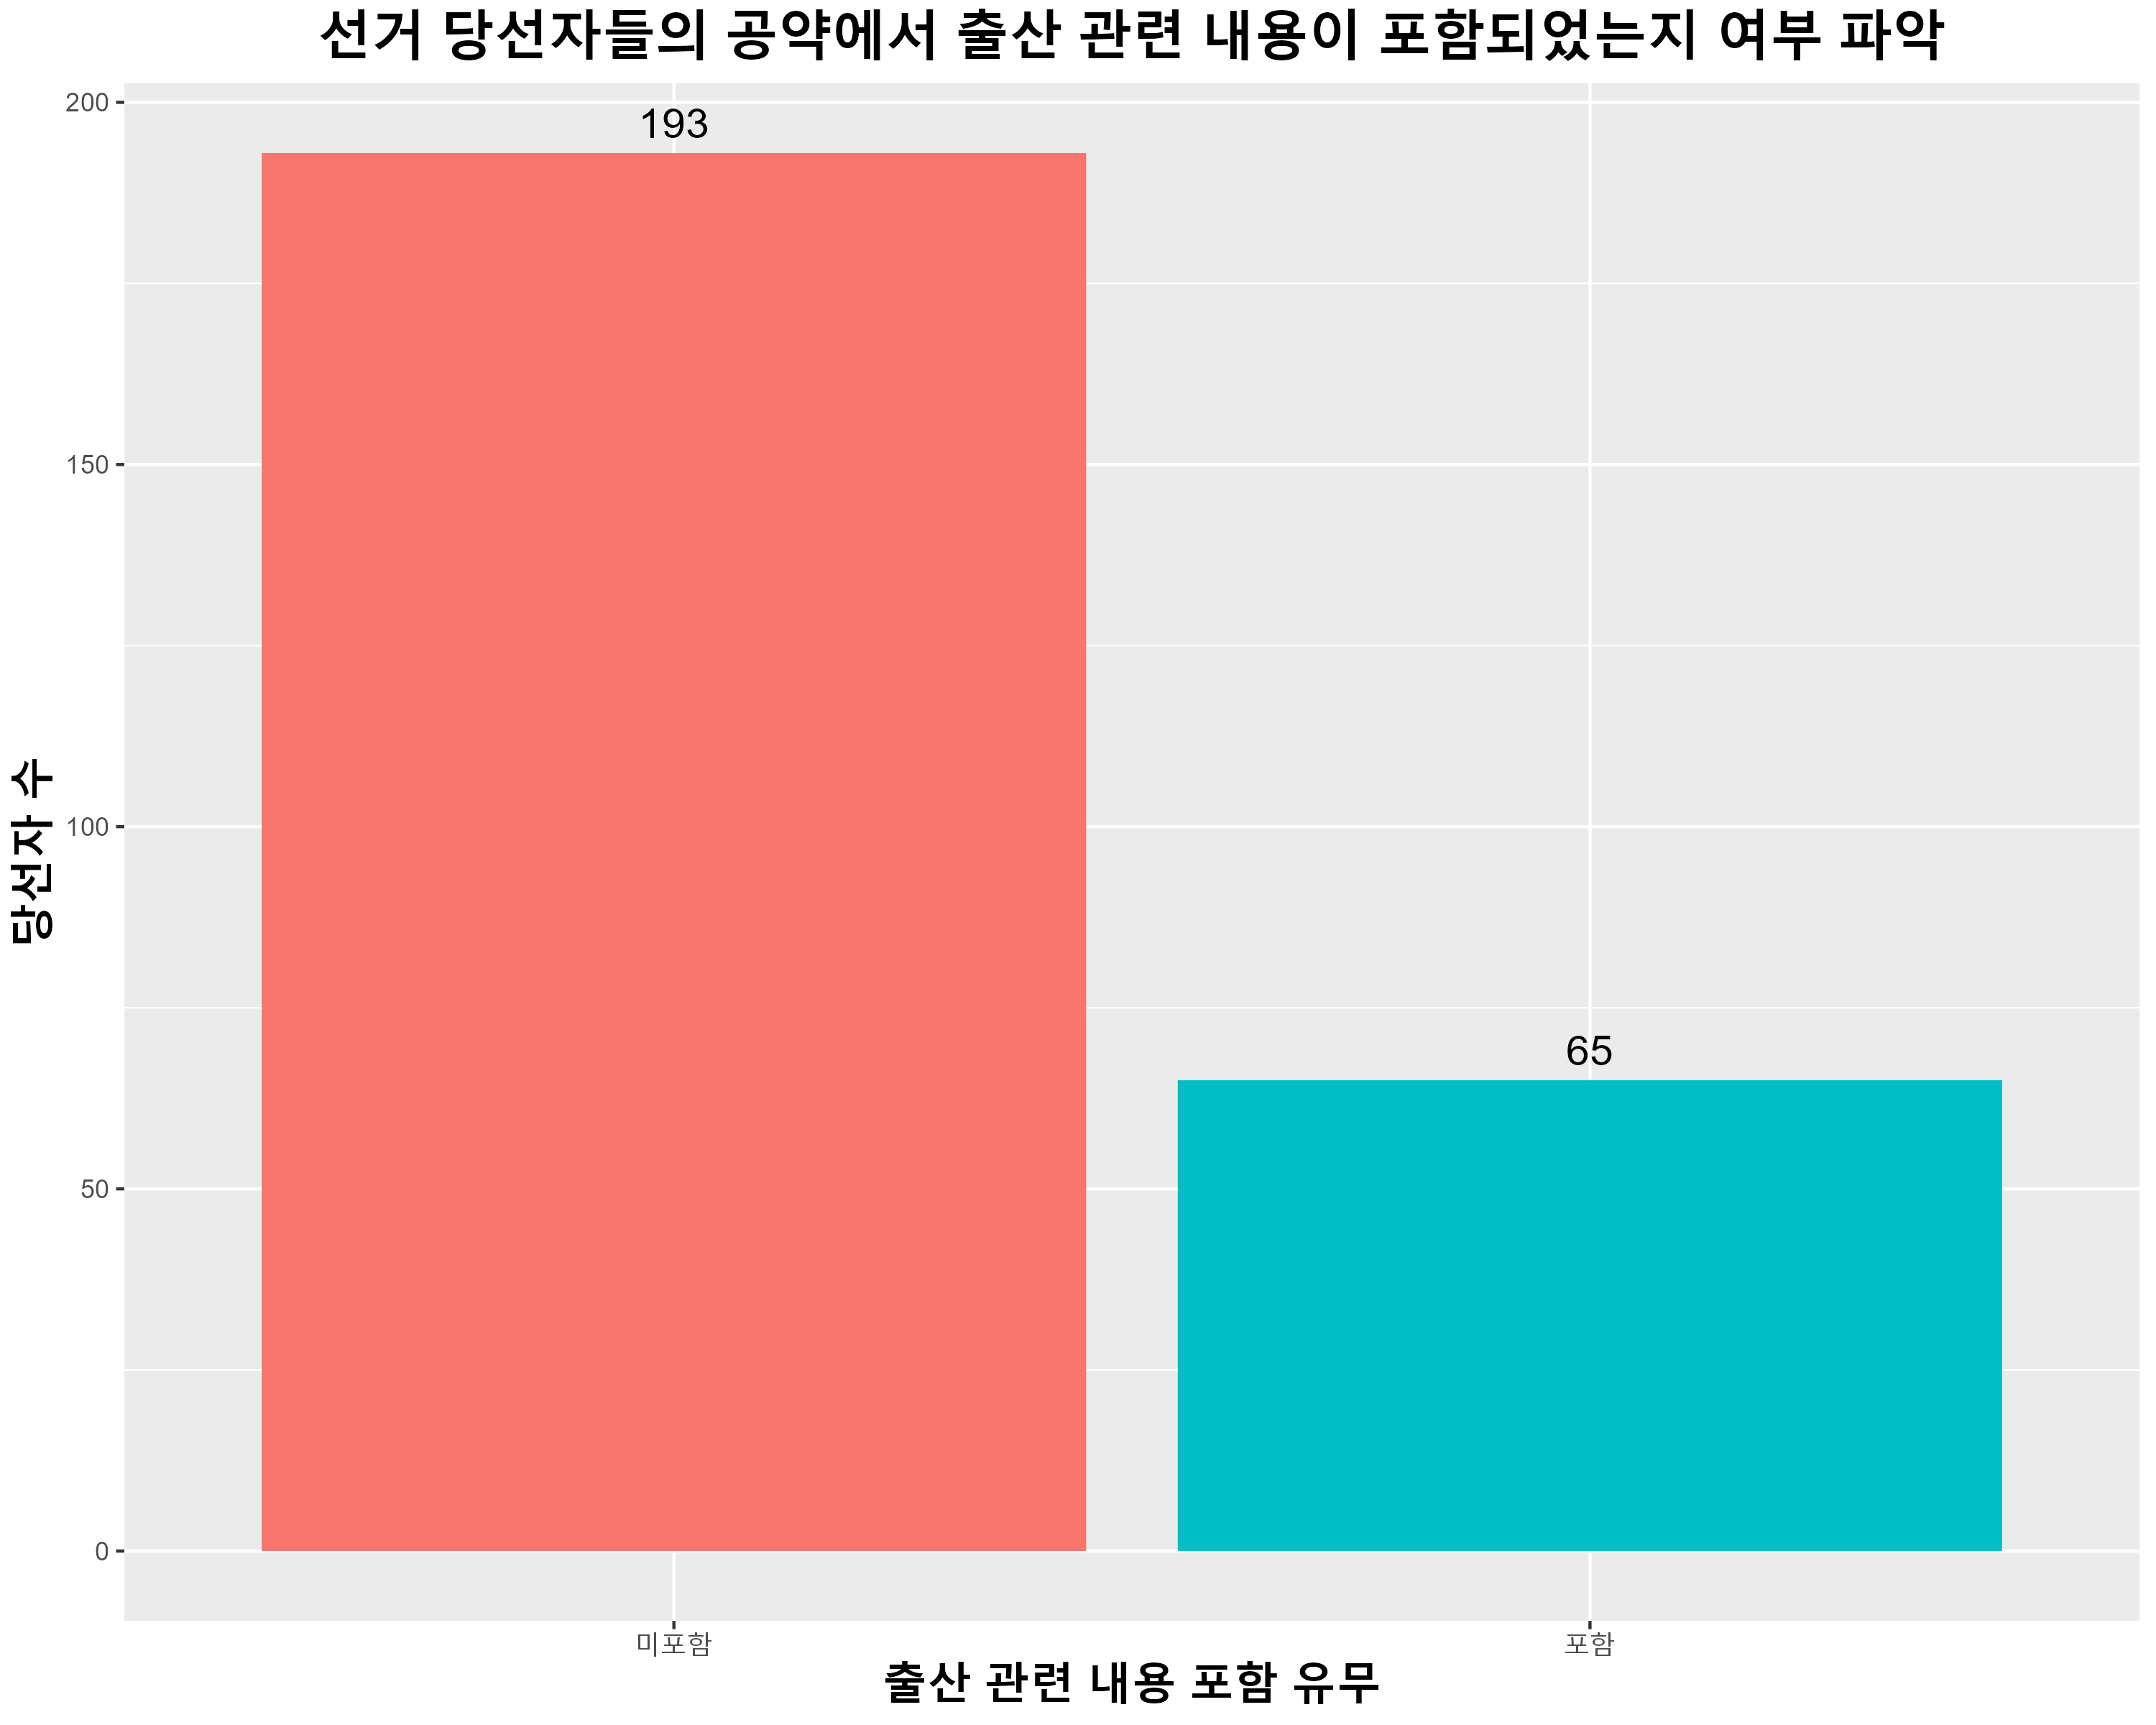 선거 당선자들의 공약에서 출산 관련 내용이 포함되있는지 여부 파악
200
193
150
당선자 수
100
65
50
0
미포함
포함
출산 관련 내용 포함 유무